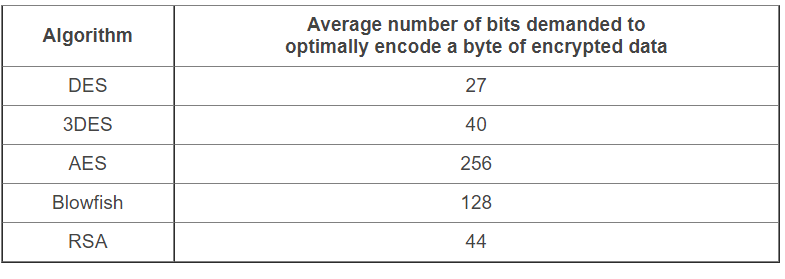 Algorithm
Average number of bits demanded to
optimally encode a byte of encrypted data
DES 27
3DES 40
AES 256
Blowfish 128
RSA 44